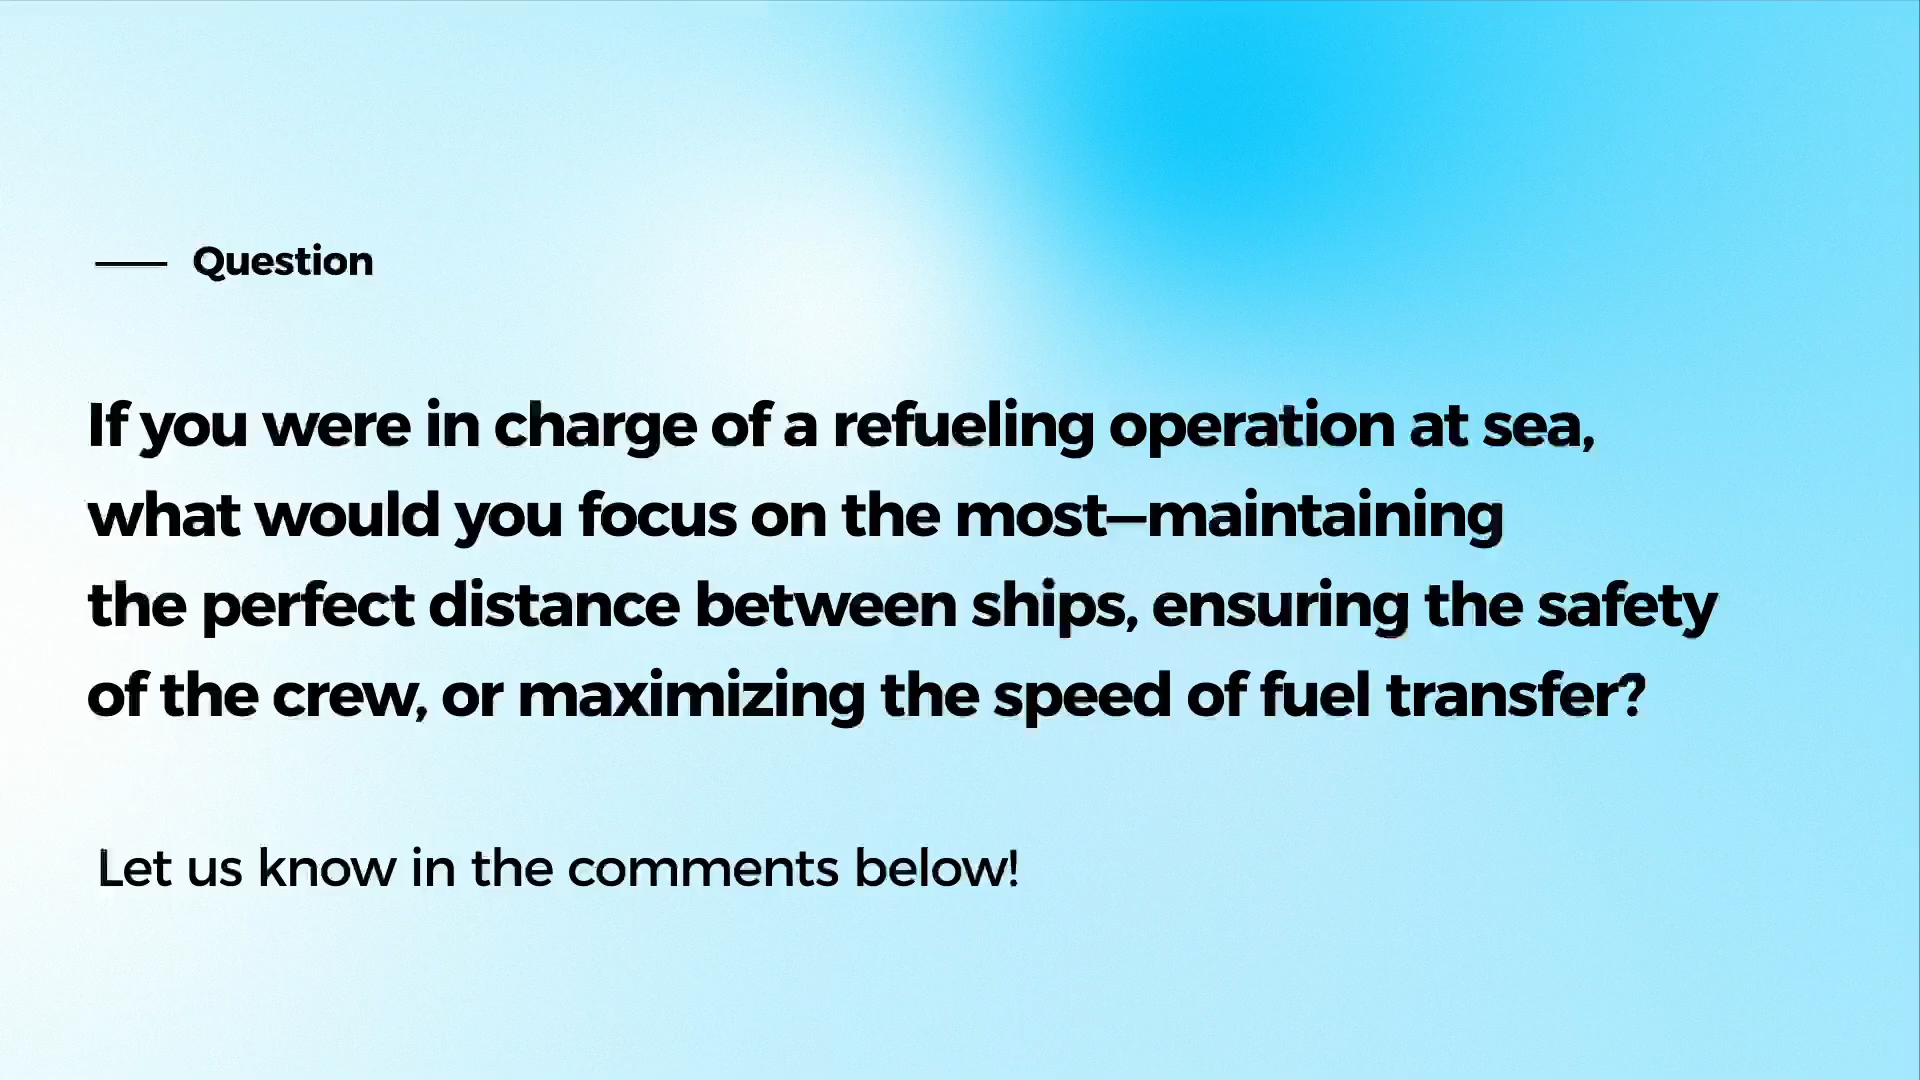 Question
If you were in charge of a refueling operation at sea,
what would you focus on the most—maintaining
the perfect distance between ships, ensuring the safety
of the crew, or maximizing the speed of fuel transfer?
Let us know in the comments below!